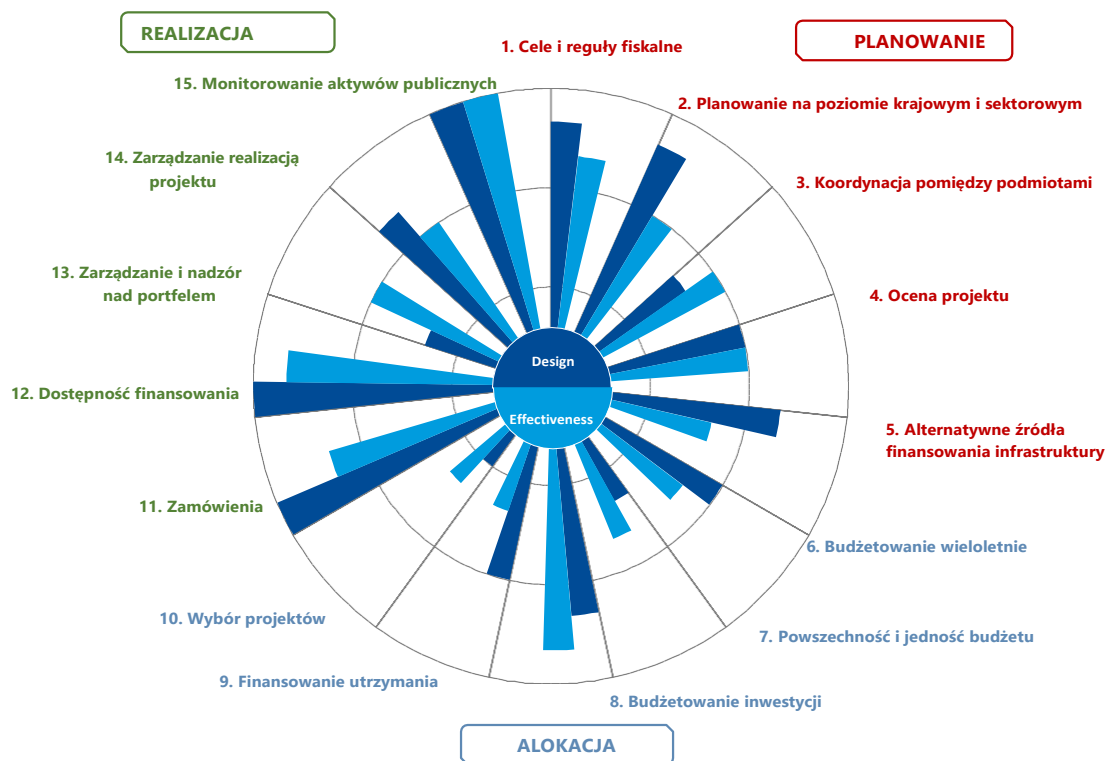 REALIZACJA
PLANOWANIE
1. Cele i reguły fiskalne
2. Planowanie na poziomie krajowym i sektorowym
3. Koordynacja pomiędzy podmiotami
4. Ocena projektu
5. Alternatywne źródła
finansowania infrastruktury
6. Budżetowanie wieloletnie
7. Powszechność i jedność budżetu
8. Budżetowanie inwestycji
9. Finansowanie utrzymania
10. Wybór projektów
11. Zamówienia
12. Dostępność finansowania
13. Zarządzanie i nadzór
nad portfelem
14. Zarządzanie realizacją
projektu
15. Monitorowanie aktywów publicznych
Design
Effectiveness
ALOKACJA